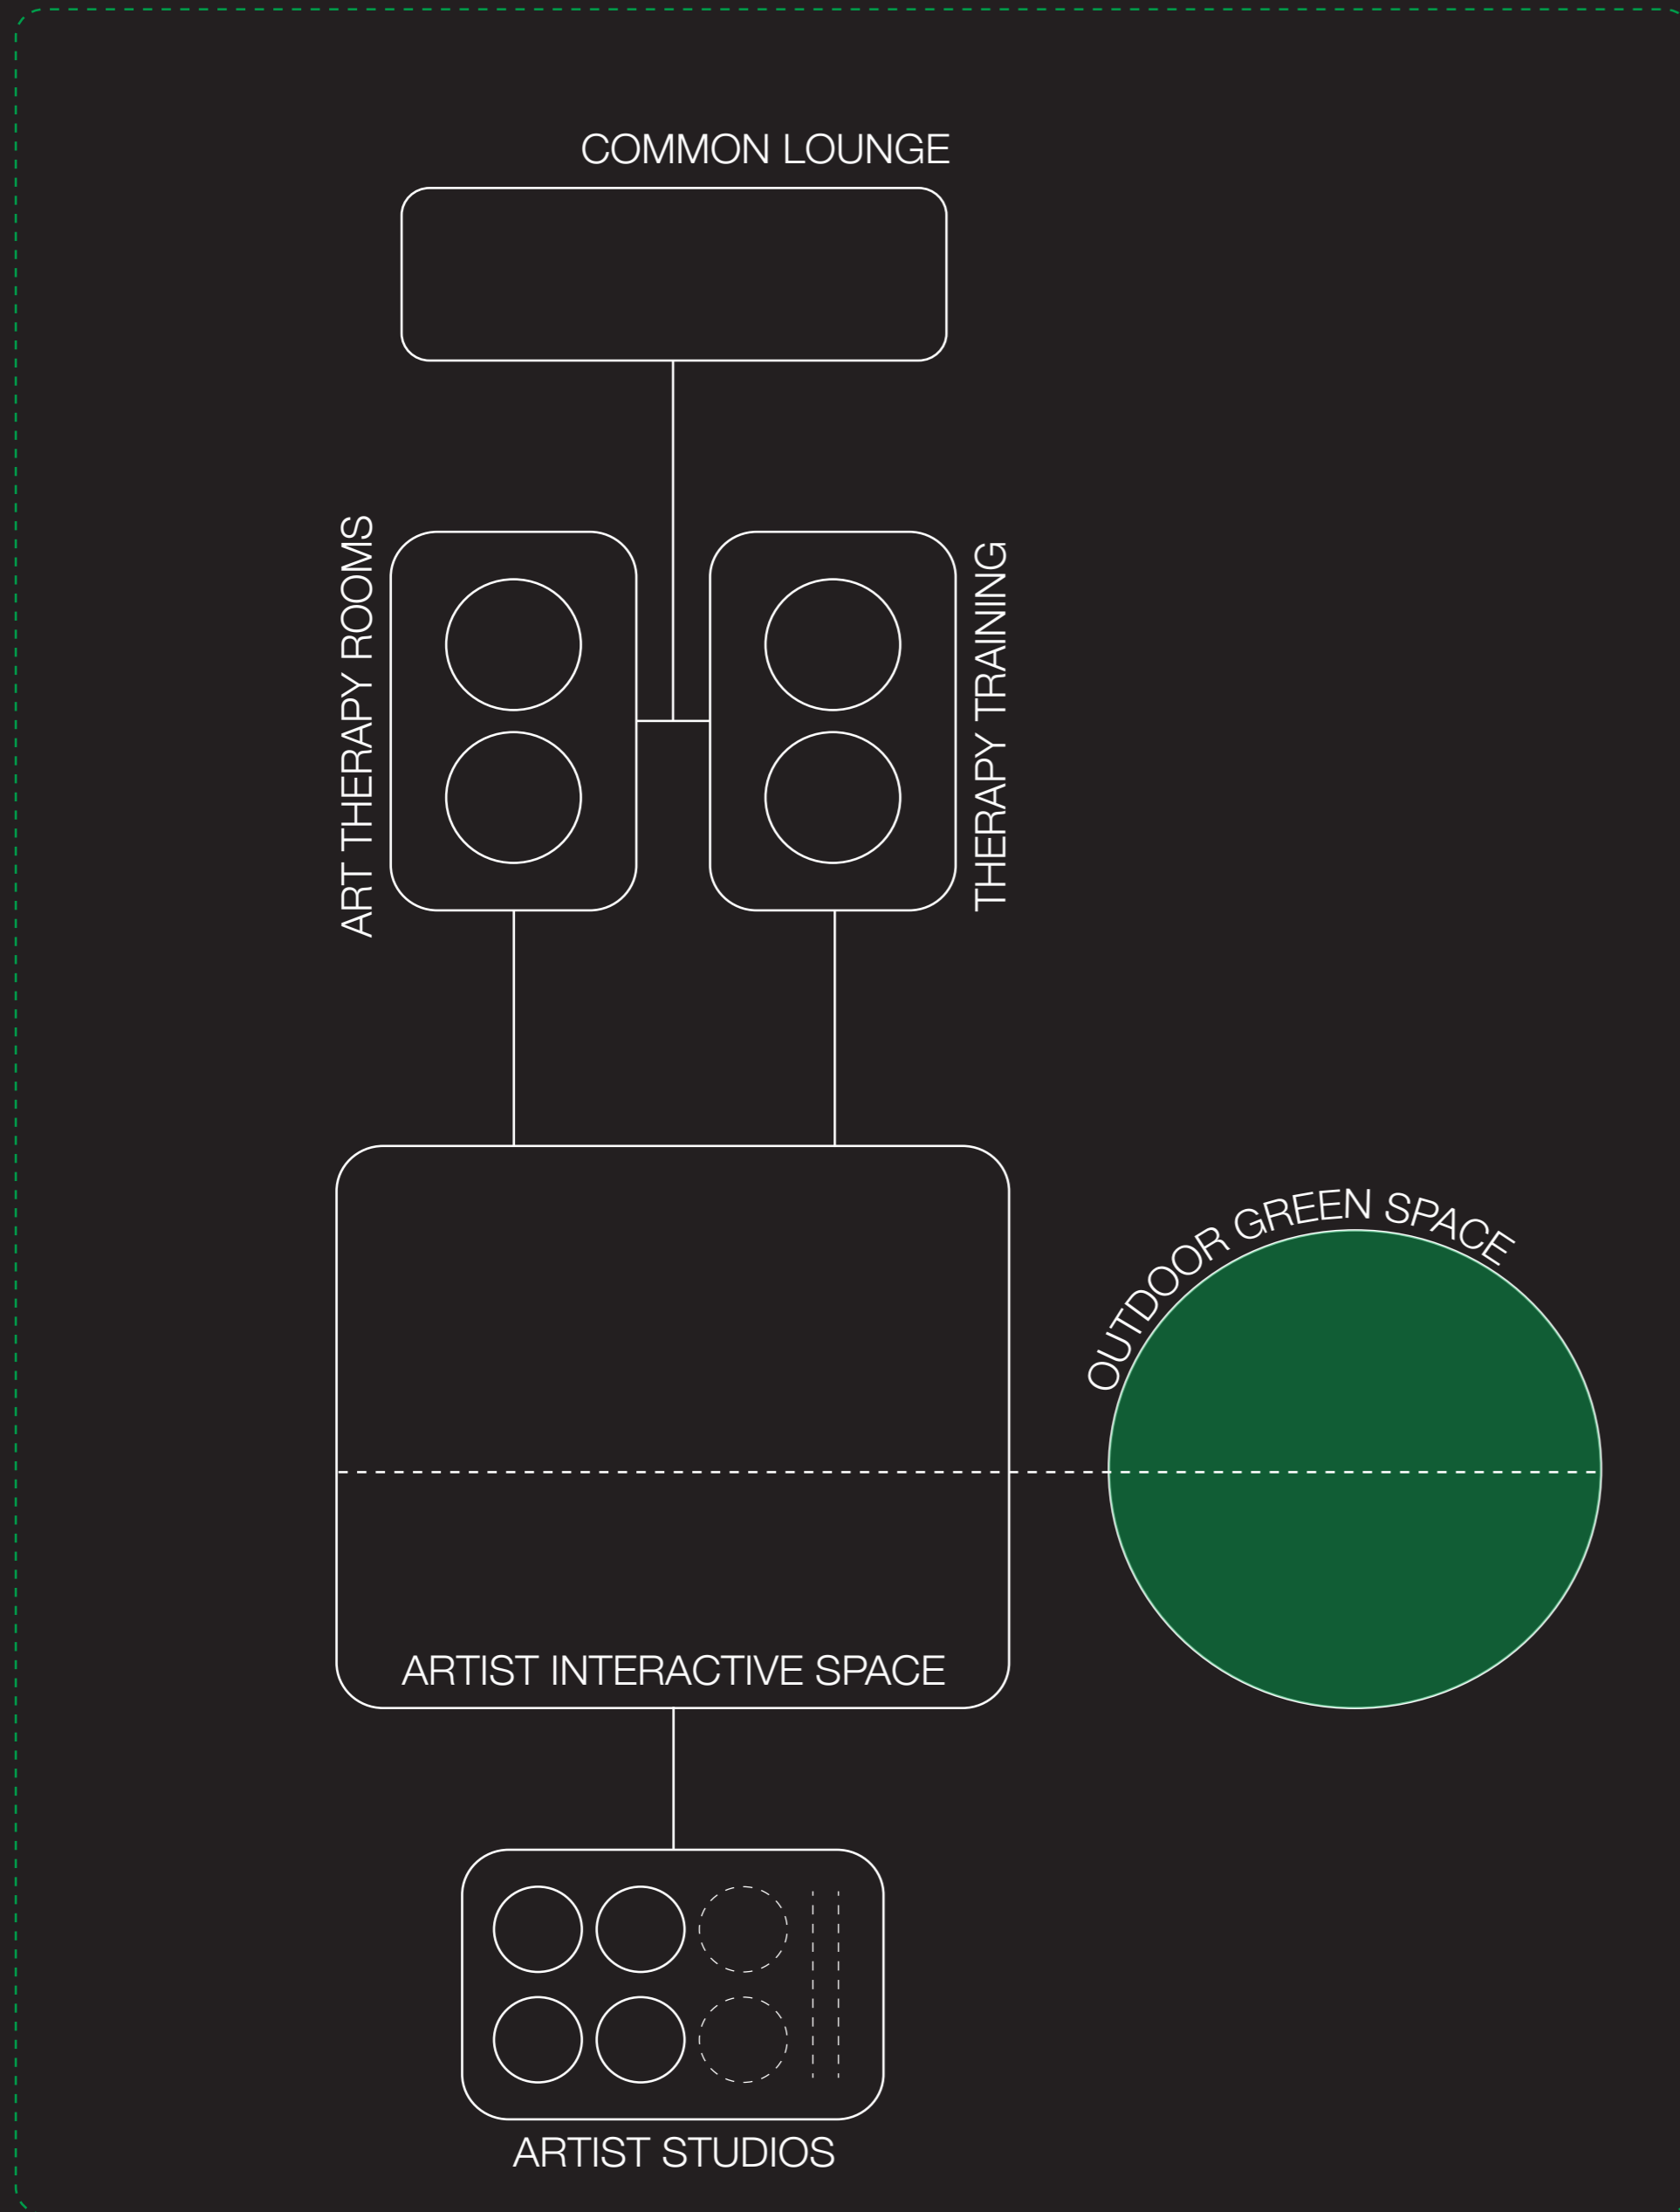 COMMON LOUNGE
ART THERAPY ROOMS
THERAPY TRAINING
OUTDOOR GREEN SPACE
ARTIST INTERACTIVE SPACE
ARTIST STUDIOS